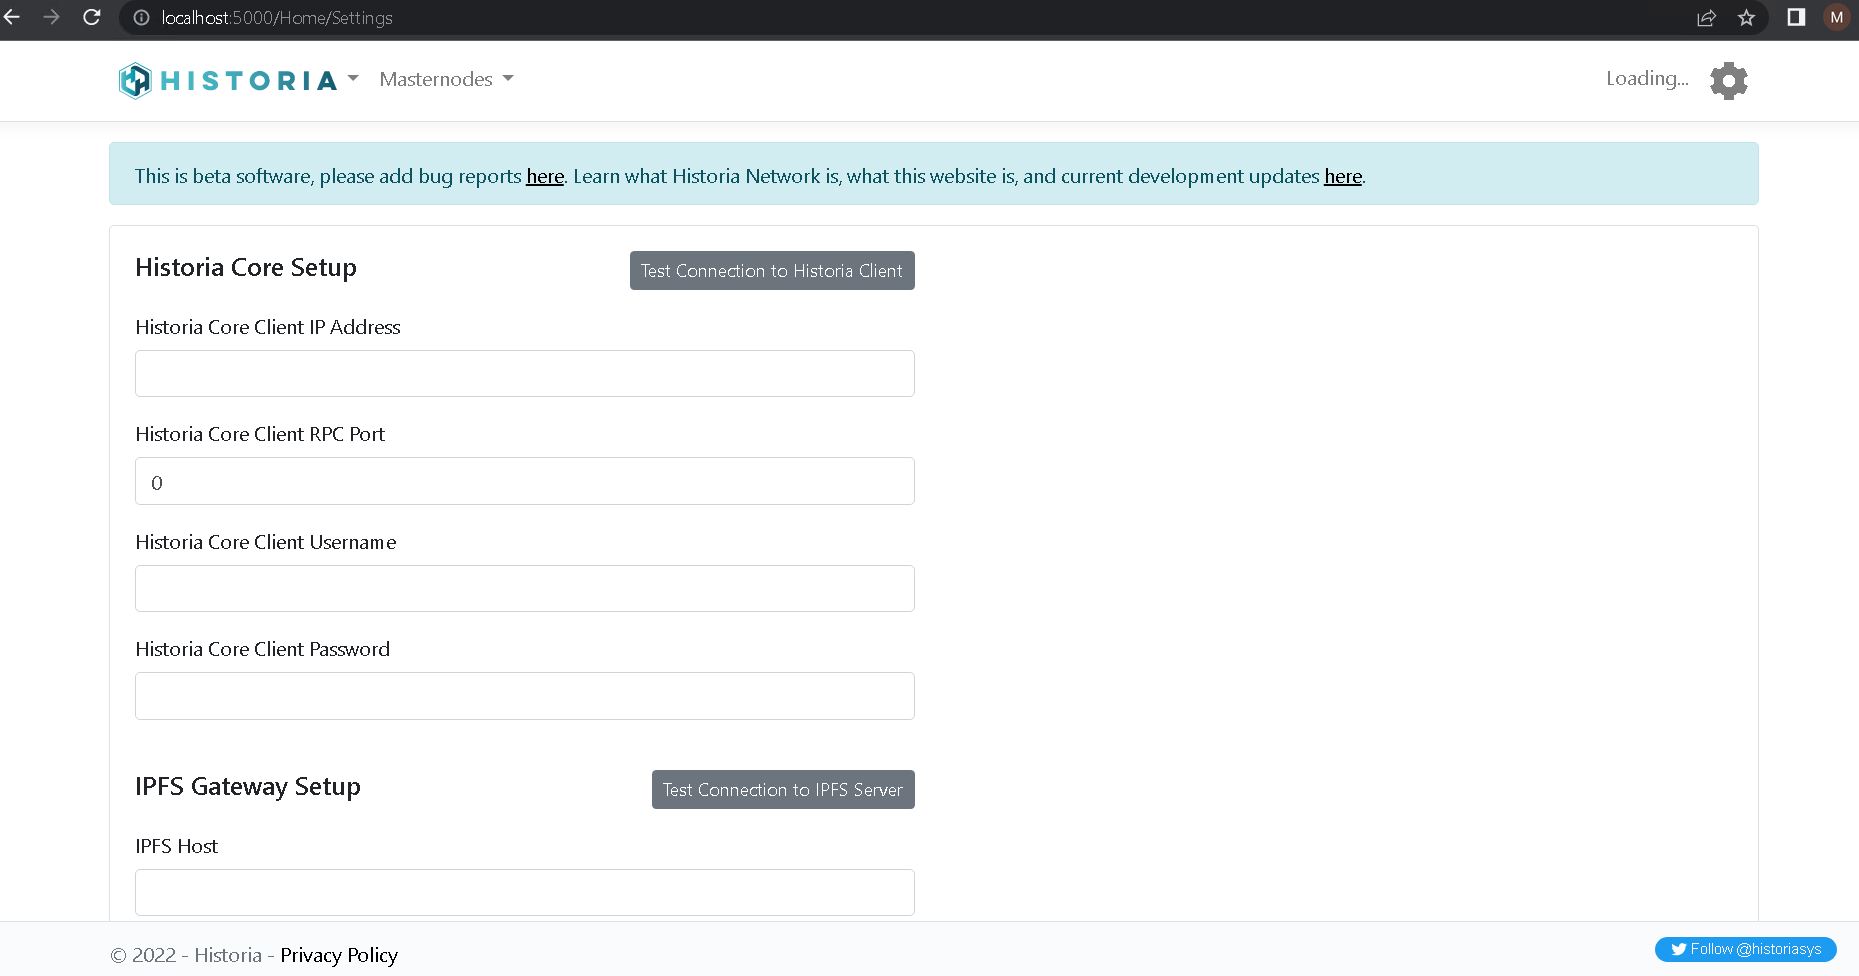 localhost:5000/Home/Settings
M
HISTORIA
Masternodes
Loading...
This is beta software, please add bug reports here. Learn what Historia Network is, what this website is, and current development updates here.
Historia Core Setup
Test Connection to Historia Client
Historia Core Client IP Address
Historia Core Client RPC Port
0
Historia Core Client Username
Historia Core Client Password
IPFS Gateway Setup
Test Connection to IPFS Server
IPFS Host
© 2022 - Historia - Privacy Policy
Follow @historiasys